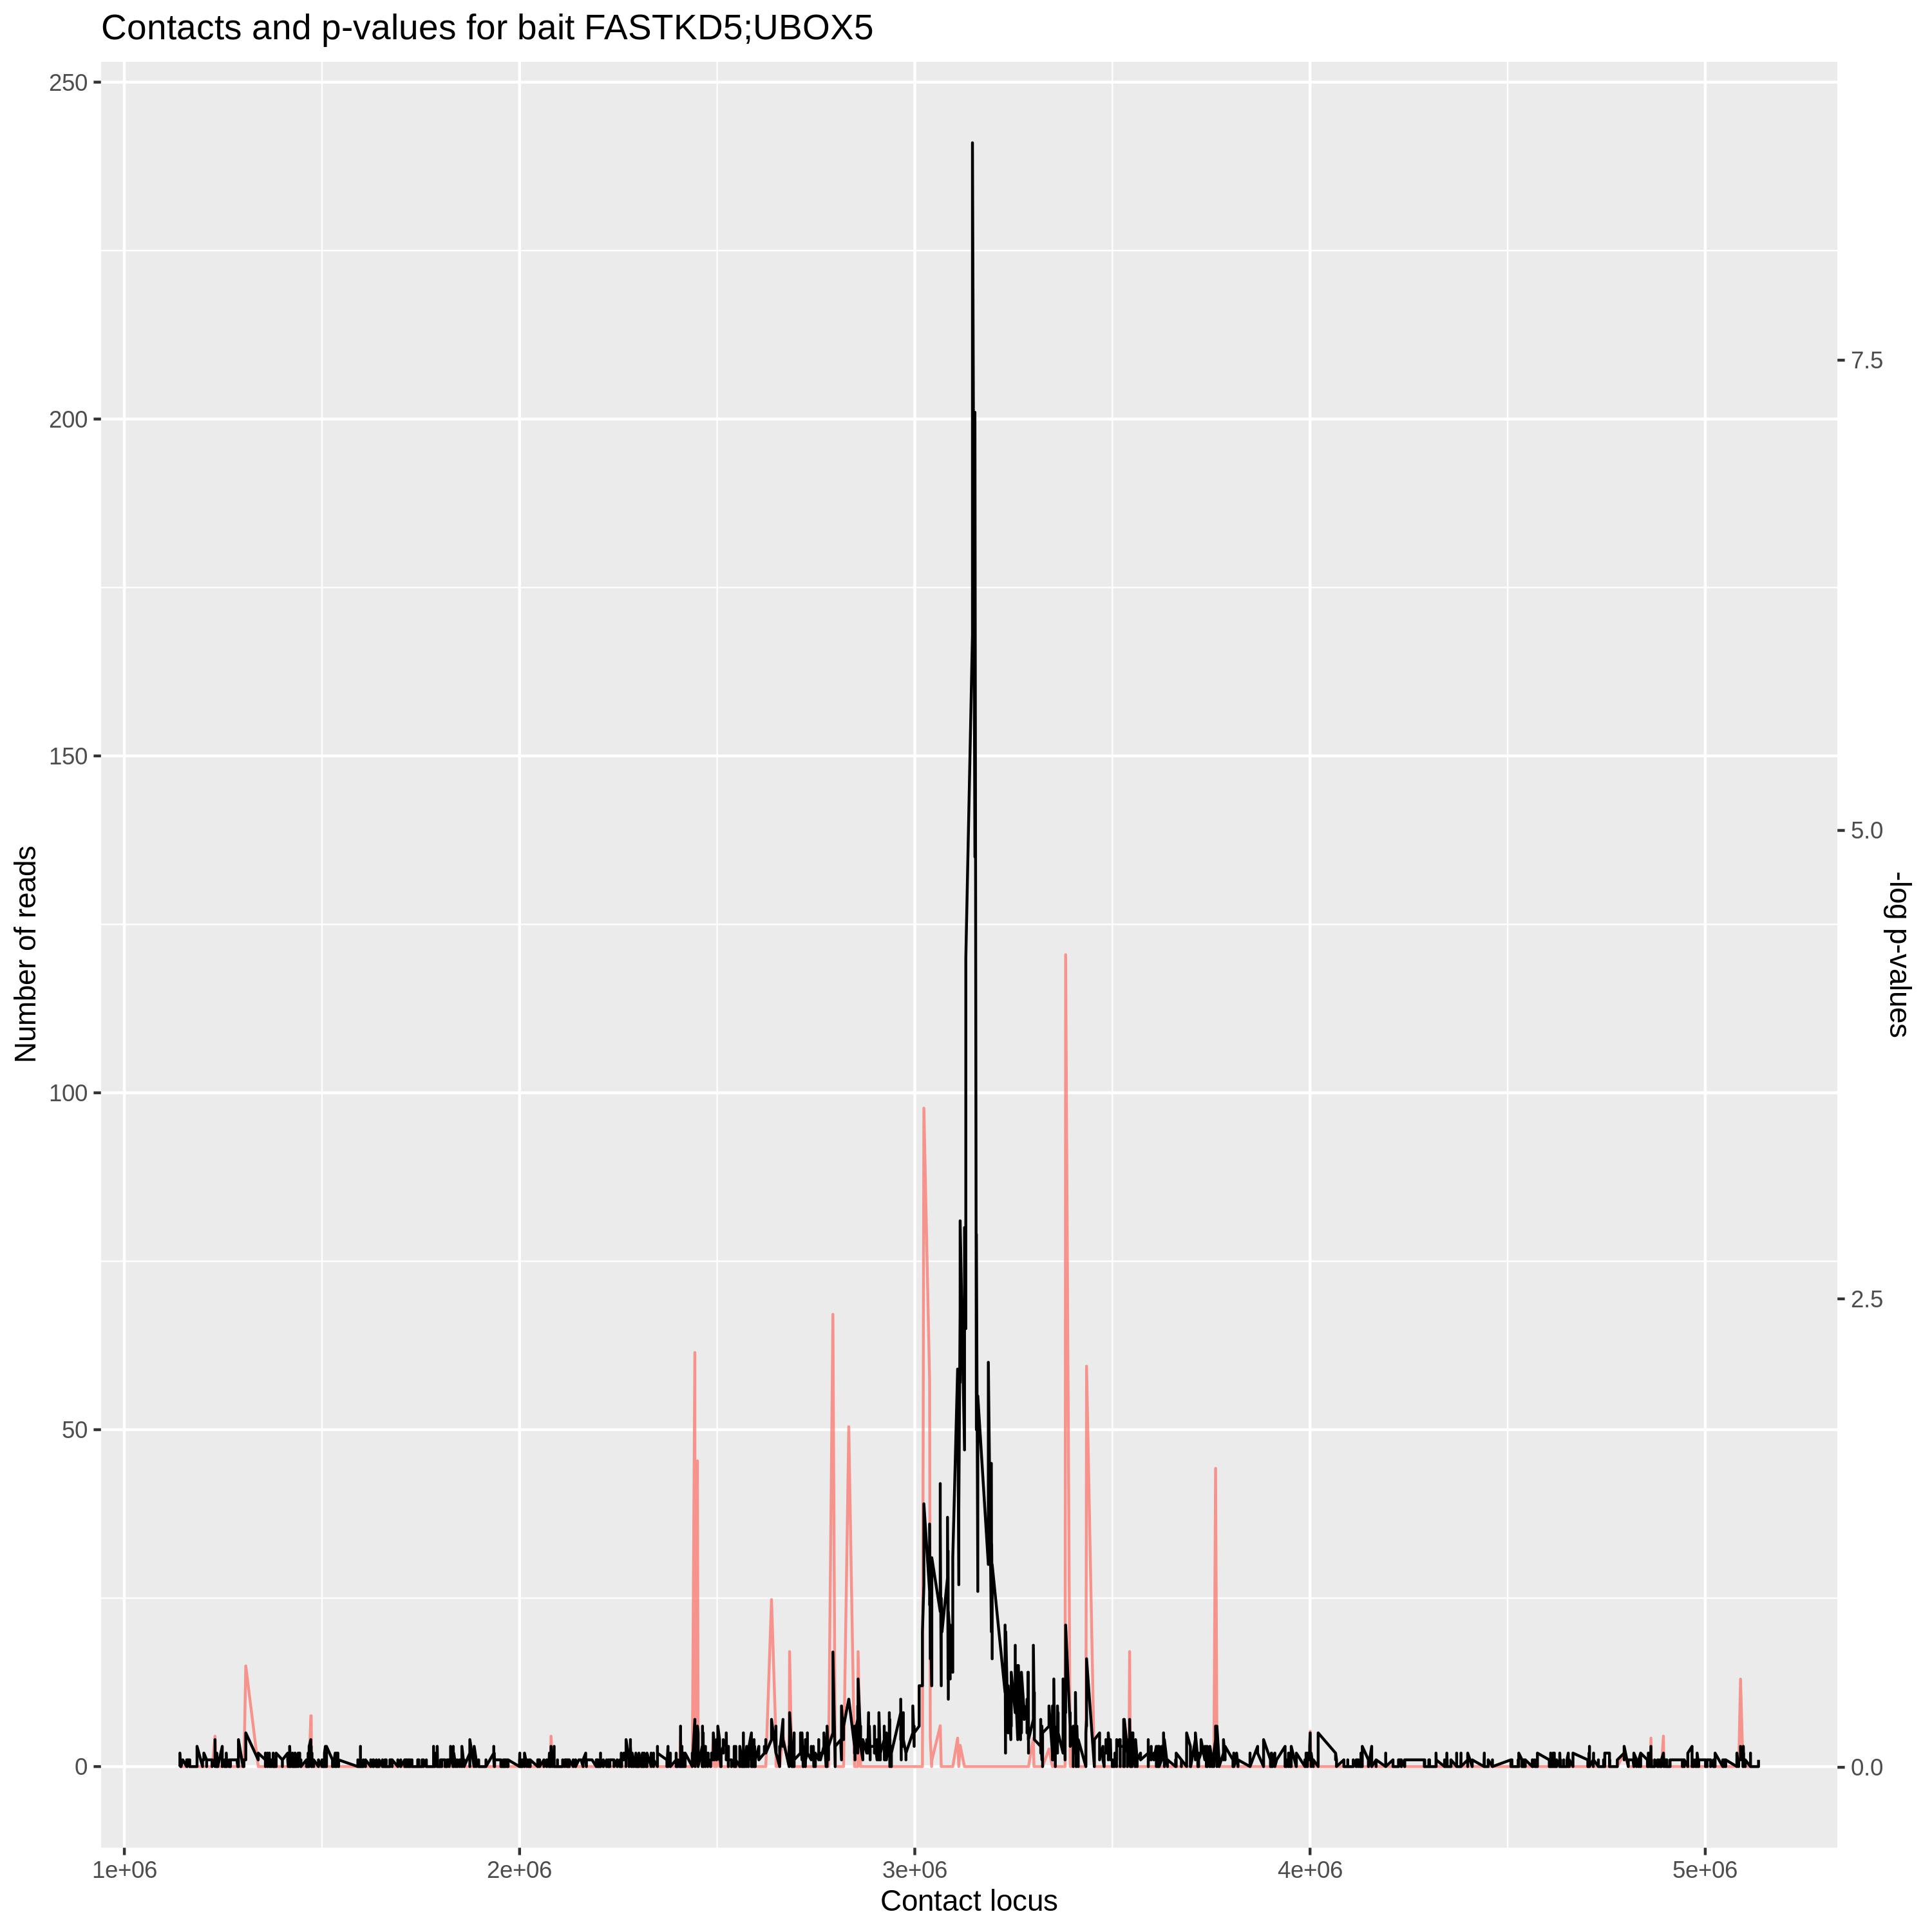 Contacts and p-values for bait FASTKD5;UBOX5
250
200
150
100
50
0
Number of reads
7.5
5.0
2.5
0.0
-log p-values
1e+06
2e+06
3e+06
4e+06
5e+06
Contact locus